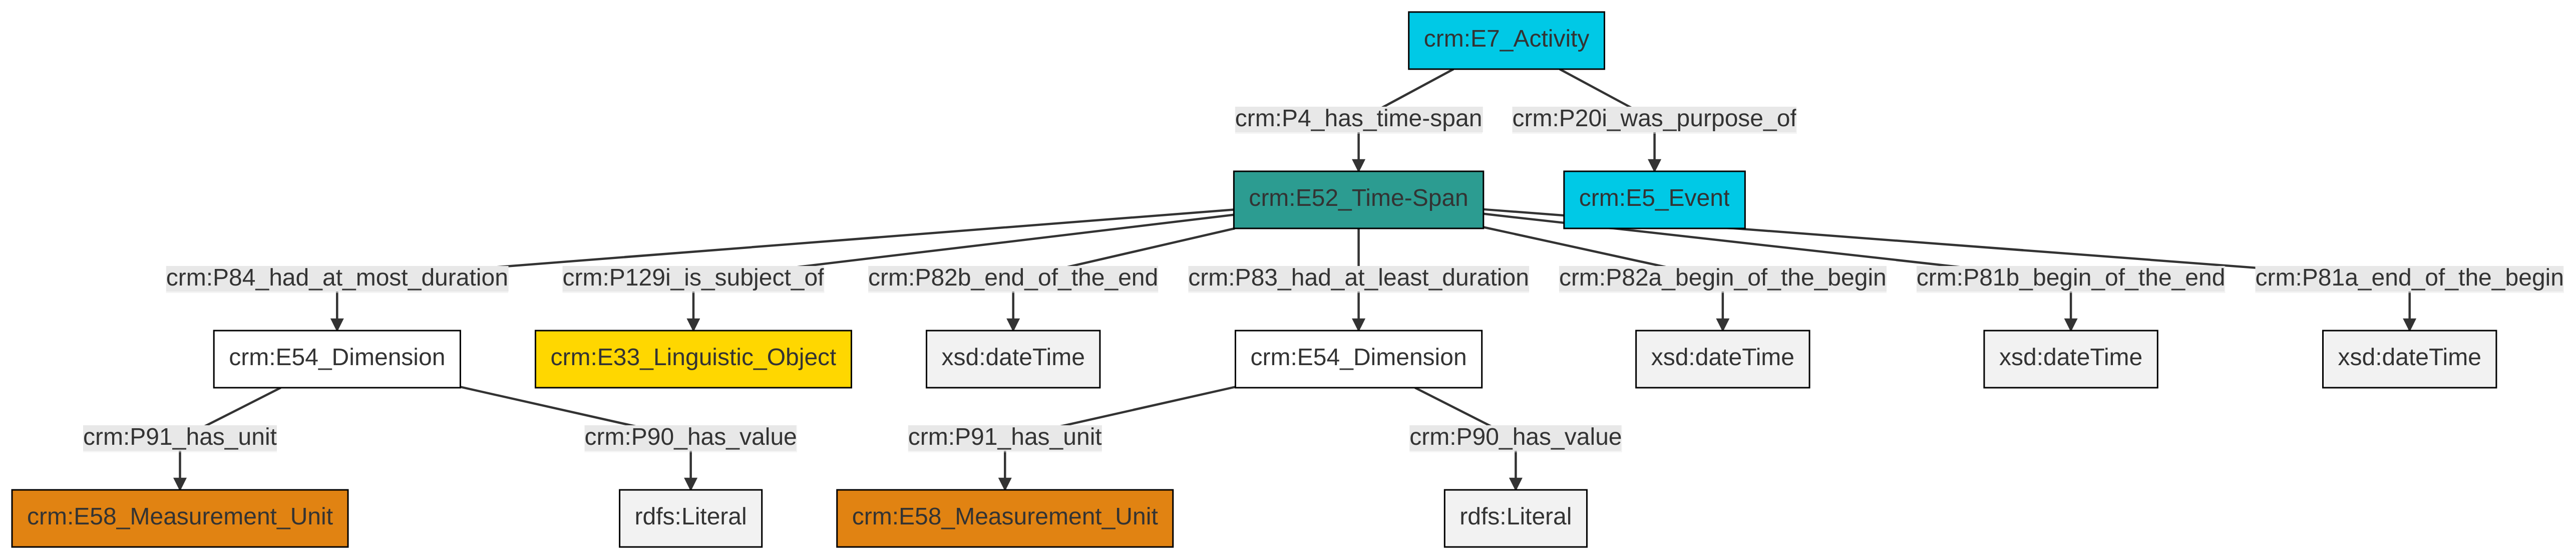 crm:E7_Activity
crm:P4_has_time-span
crm:P20i_was_purpose_of
crm:E52_Time-Span
crm:E5_Event
crm:P84_had_at_most_duration
crm:P129i_is_subject_of
crm:P82b_end_of_the_end
crm:P83_had_at_least_duration
crm:P82a_begin_of_the_begin
crm:P81b_begin_of_the_end
crm:P81a_end_of_the_begin
crm:E54_Dimension
crm:E33_Linguistic_Object
xsd:dateTime
crm:E54_Dimension
xsd:dateTime
xsd:dateTime
xsd:dateTime
crm:P91_has_unit
crm:P90_has_value
crm:P91_has_unit
crm:P90_has_value
crm:E58_Measurement_Unit
rdfs:Literal
crm:E58_Measurement_Unit
rdfs:Literal